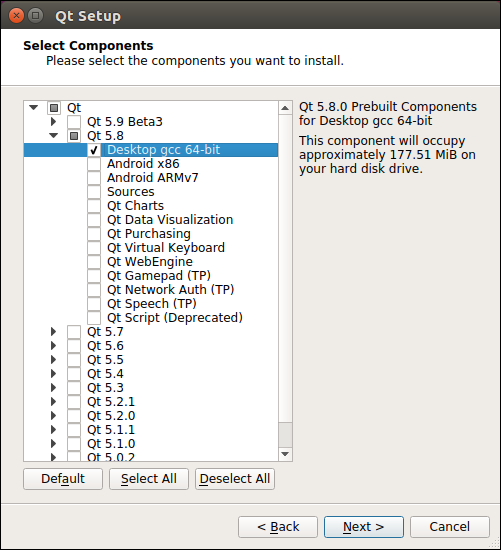 Qt Setup
Select Components
Please select the components you want to install.
Qt
Qt 5.9 Beta3
Qt 5.8
Desktop gcc 64-bit
Android x86
Android ARMv7
Sources
Qt Charts
Qt Data Visualization
Qt Purchasing
Qt Virtual Keyboard
Qt WebEngine
Qt Gamepad (TP)
Qt Network Auth (TP)
Qt Speech (TP)
Qt Script (Deprecated)
Qt 5.7
Qt 5.6
Qt 5.5
Qt 5.4
Qt 5.3
Qt 5.2.1
Qt 5.2.0
Qt 5.1.1
Qt 5.1.0
Qt 5.0.2
Qt 5.8.0 Prebuilt Components
for Desktop gcc 64-bit
This component will occupy
approximately 177.51 MiB on
your hard disk drive.
Default Select All Deselect All
< Back Next > Cancel